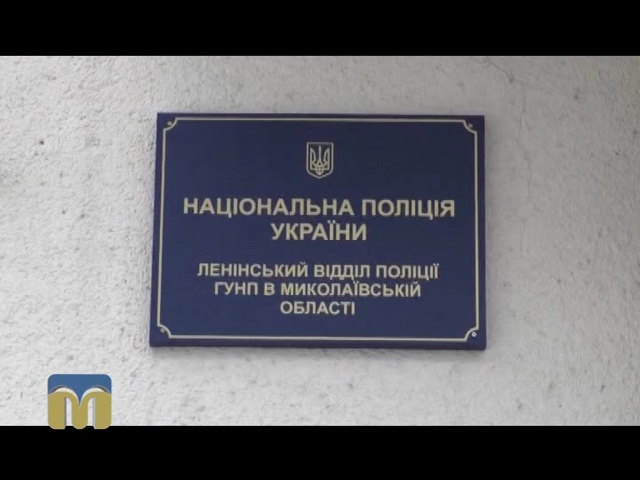 НАЦІОНАЛЬНА ПОЛІЦІЯ
УКРАЇНИ
ЛЕНІНСЬКИЙ ВІДДІЛ ПОЛІЦІЇ
ГУНП В МИКОЛАЇВСЬКІЙ
ОБЛАСТІ
М